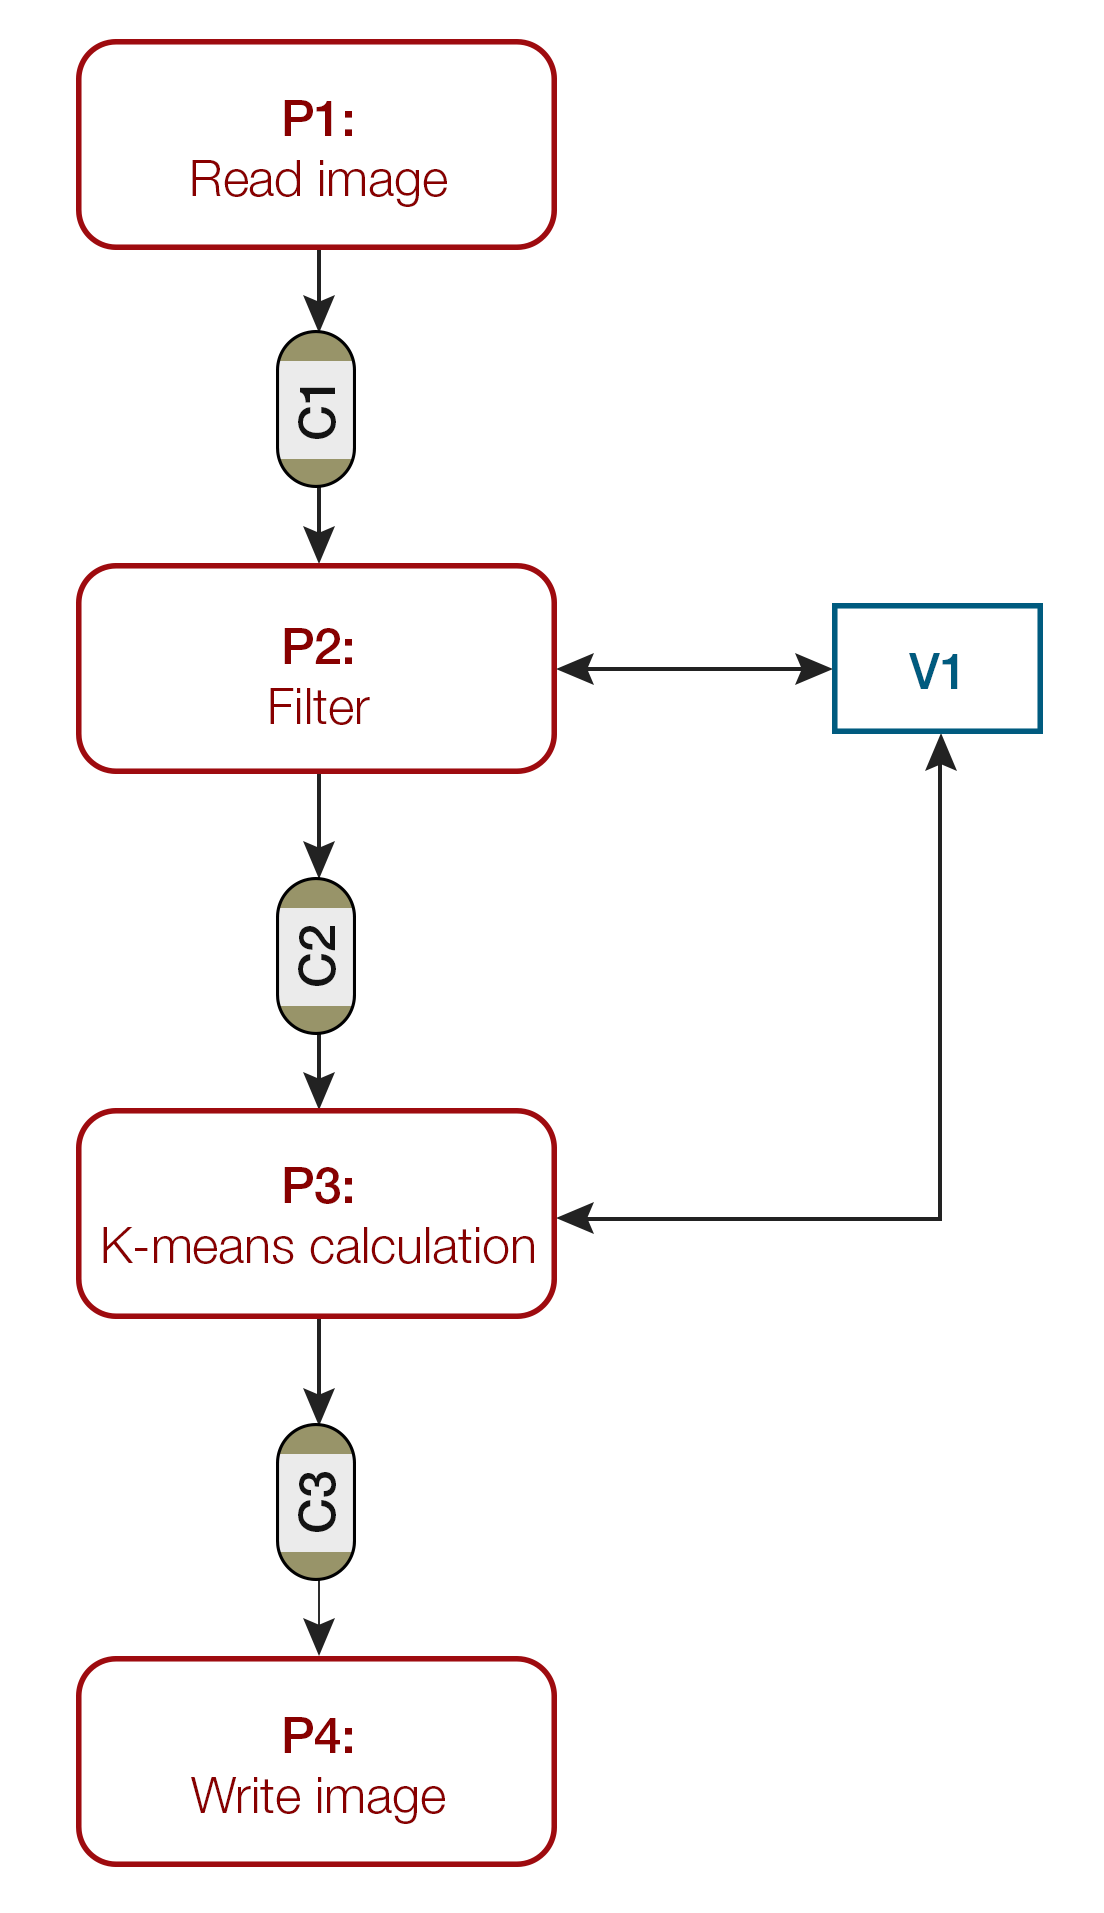 P1:
Read image
C1
P2:
Filter
V1
C2
P3:
K-means calculation
C3
P4:
Write image